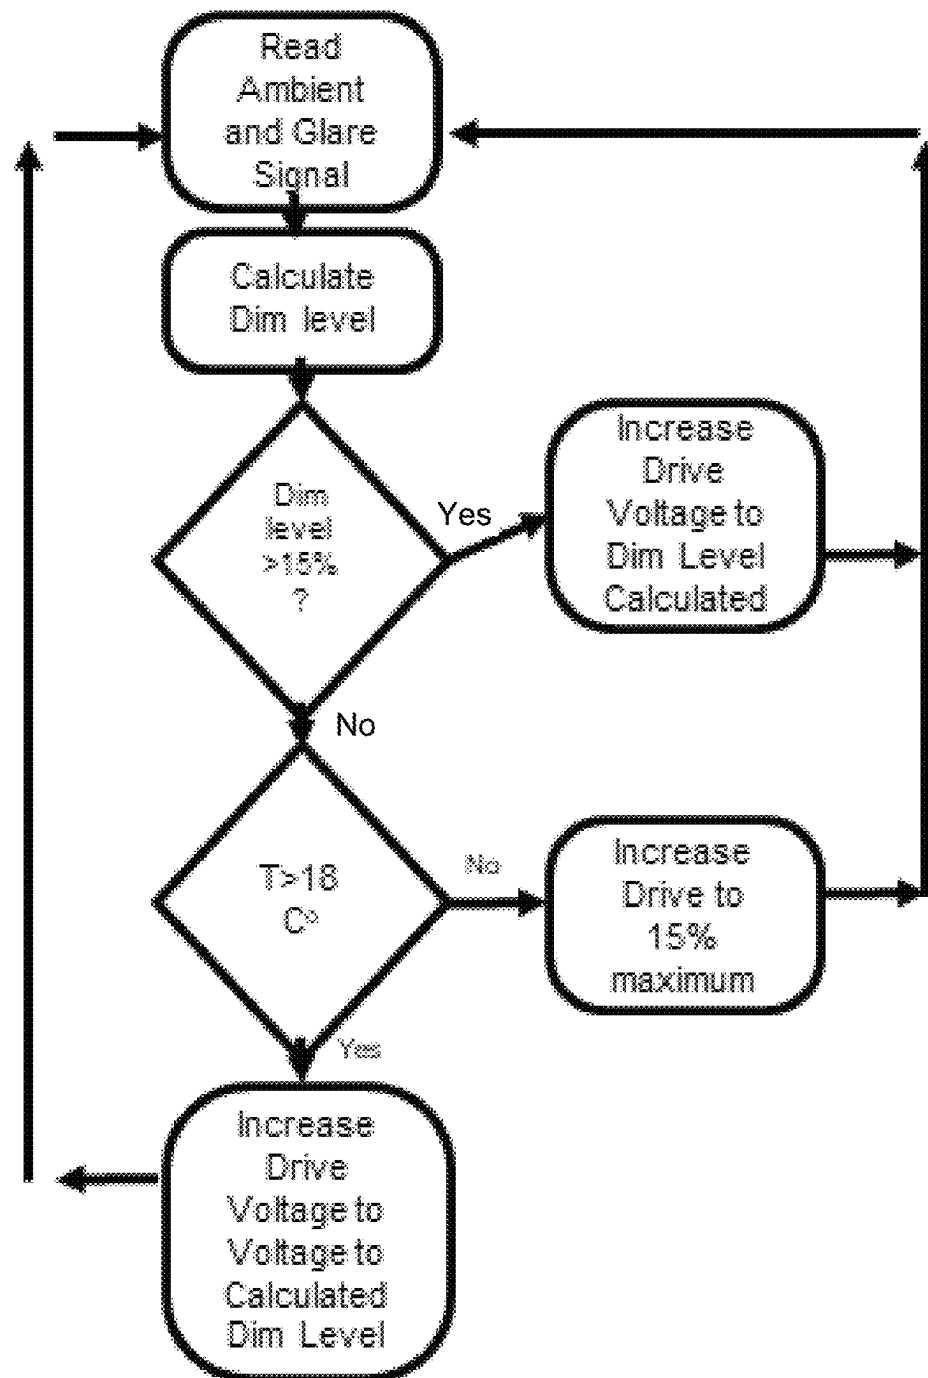 Read
Ambient
and Glare
Signal
Calculate
Dim level
Dim
level
>15%
?
Yes
Increase
Drive
Voltage to
Dim Level
Calculated
No
T>18
C°
No
Increase
Drive to
15%
maximum
Yes
Increase
Drive
Voltage to
Voltage to
Calculated
Dim Level